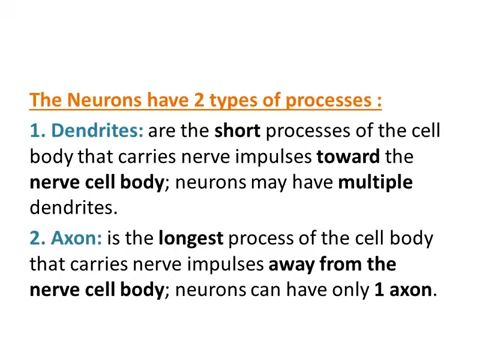 The Neurons have 2 types of processes :
1. Dendrites: are the short processes of the cell
body that carries nerve impulses toward the
nerve cell body; neurons may have multiple
dendrites.
2. Axon: is the longest process of the cell body
that carries nerve impulses away from the
nerve cell body; neurons can have only 1 axon.